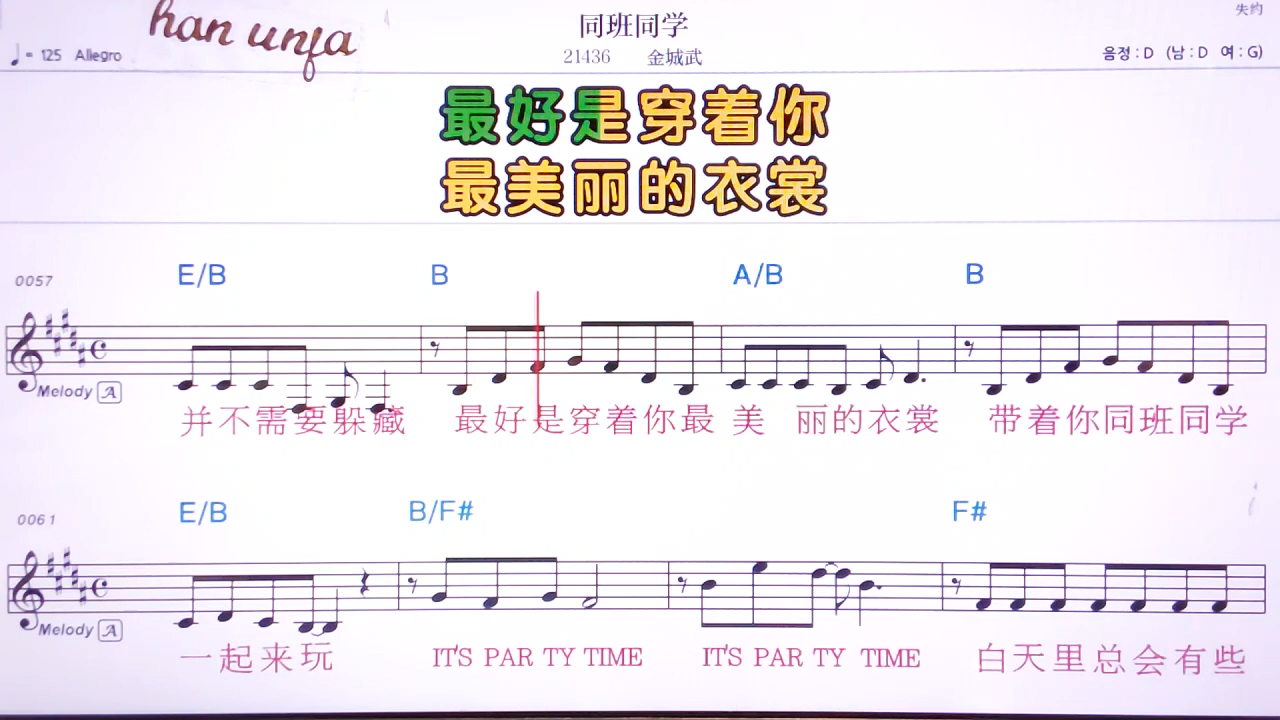 han unfa
同班同学
失约
♩= 125 Allegro
21436 金城武
음정 : D (남 : D 여 : G)
最好是穿着你
最美丽的衣裳
0057
E/B B A/B B
Melody A
并不需要躲藏 最好是穿着你最 美 丽的衣裳 带着你同班同学
0061
E/B B/F# F#
Melody A
一起来玩 IT'S PAR TY TIME IT'S PAR TY TIME 白天里总会有些